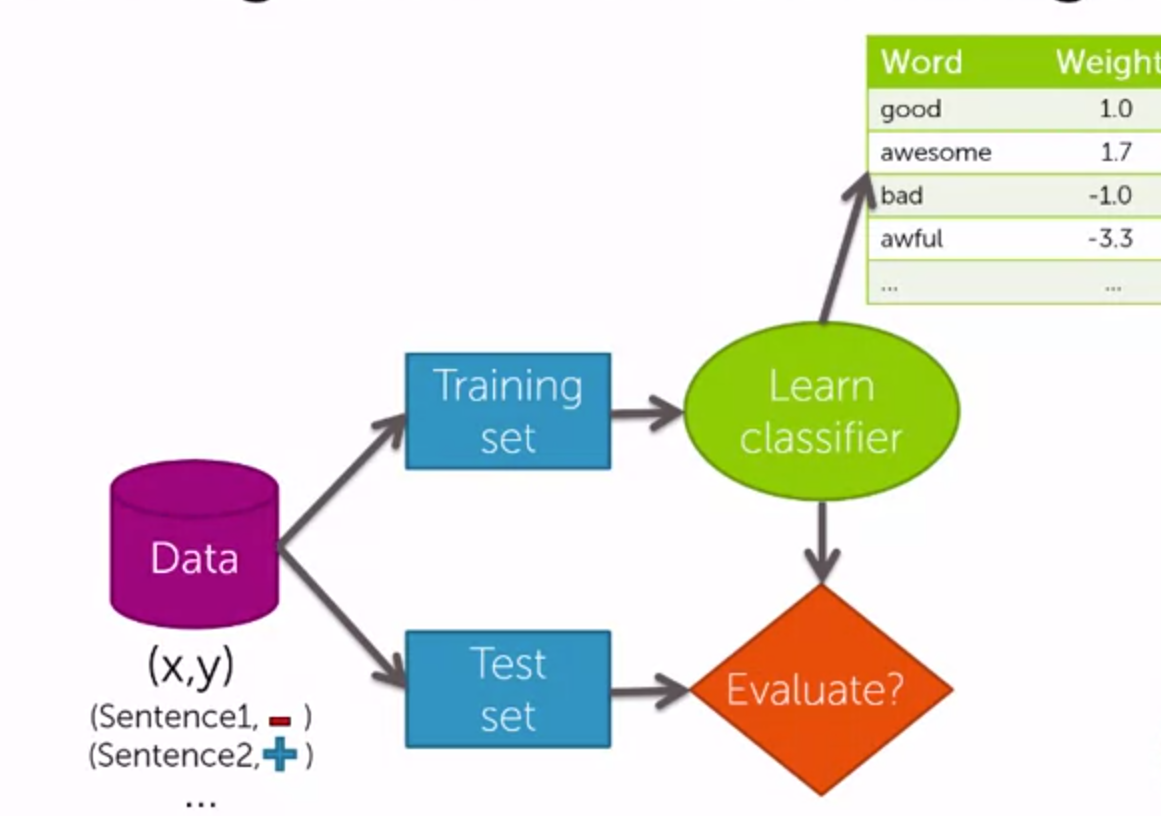 Word Weight
good 1.0
awesome 1.7
bad -1.0
awful -3.3
... ...
Training
set
Learn
classifier
Data
(x,y)
(Sentence1, - )
(Sentence2, + )
...
Test
set
Evaluate?